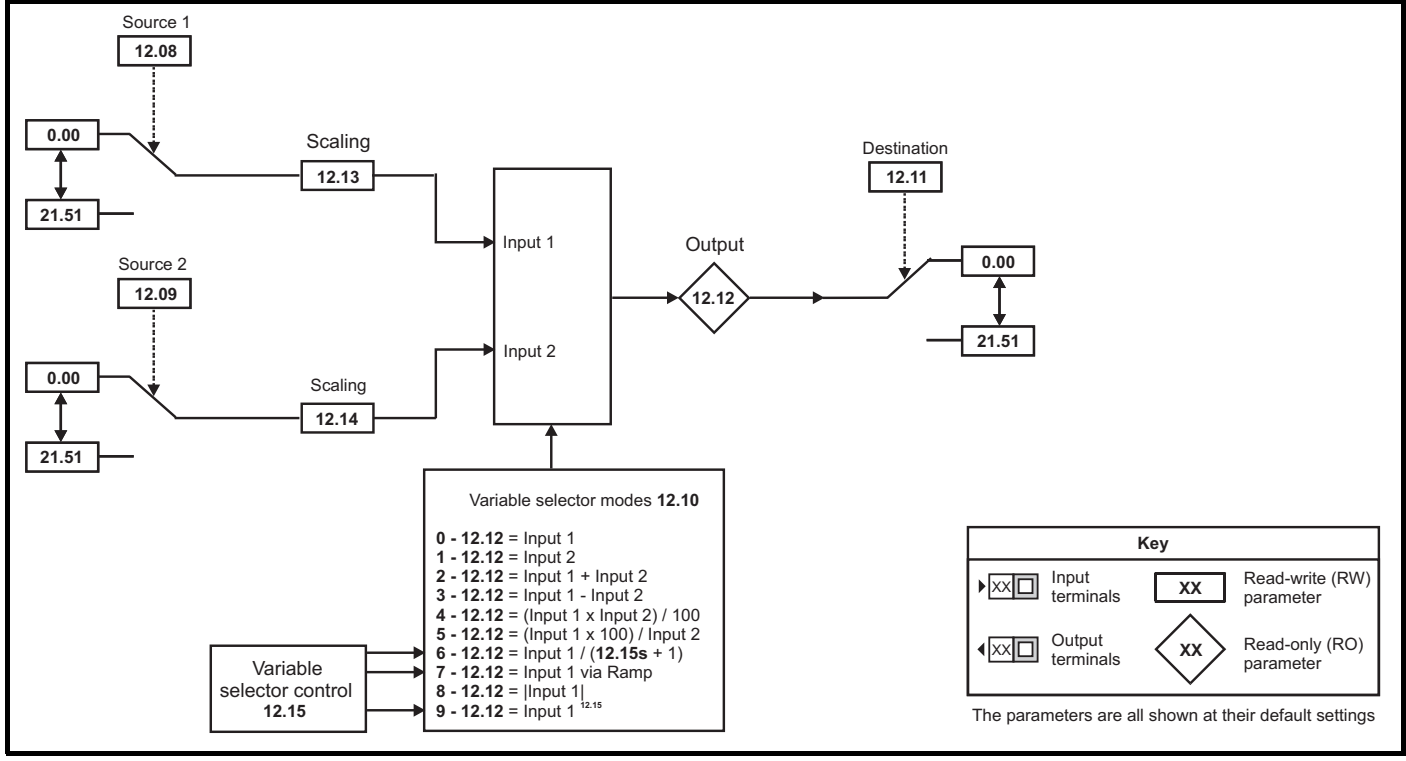 Source 1
12.08
0.00
21.51
Scaling
12.13
Source 2
12.09
0.00
21.51
Scaling
12.14
Input 1
Input 2
Output
12.12
Destination
12.11
0.00
21.51
Variable selector modes 12.10
0 - 12.12 = Input 1
1 - 12.12 = Input 2
2 - 12.12 = Input 1 + Input 2
3 - 12.12 = Input 1 - Input 2
4 - 12.12 = (Input 1 x Input 2) / 100
5 - 12.12 = (Input 1 x 100) / Input 2
6 - 12.12 = Input 1 / (12.15s + 1)
7 - 12.12 = Input 1 via Ramp
8 - 12.12 = |Input 1|
9 - 12.12 = Input 1 12.15
Variable
selector control
12.15
Key
XX
Input
terminals
XX
Read-write (RW)
parameter
XX
Output
terminals
XX
Read-only (RO)
parameter
The parameters are all shown at their default settings